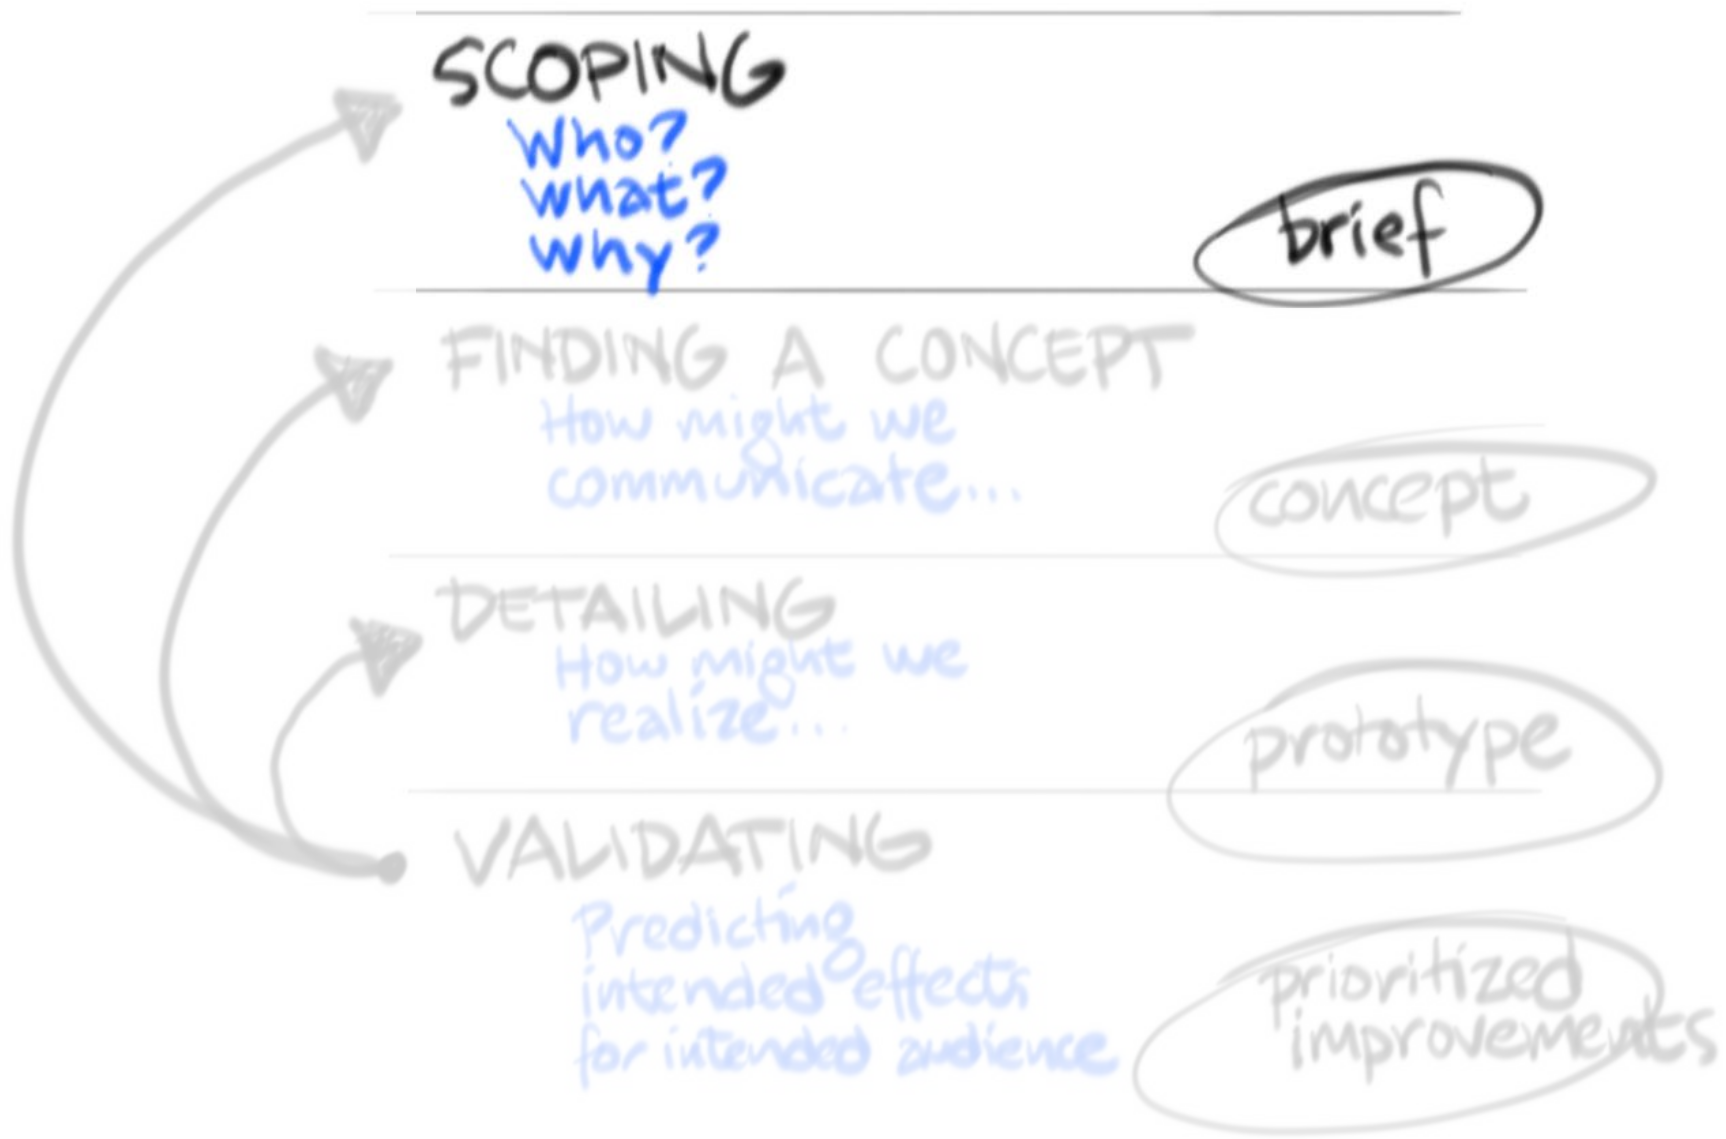 SCOPING
Who?
what?
why?
brief
FINDING A CONCEPT
How might we
communicate...
concept
DETAILING
How might we
realize...
prototype
VALIDATING
Predicting
intended effects
for intended audience
prioritized
improvements